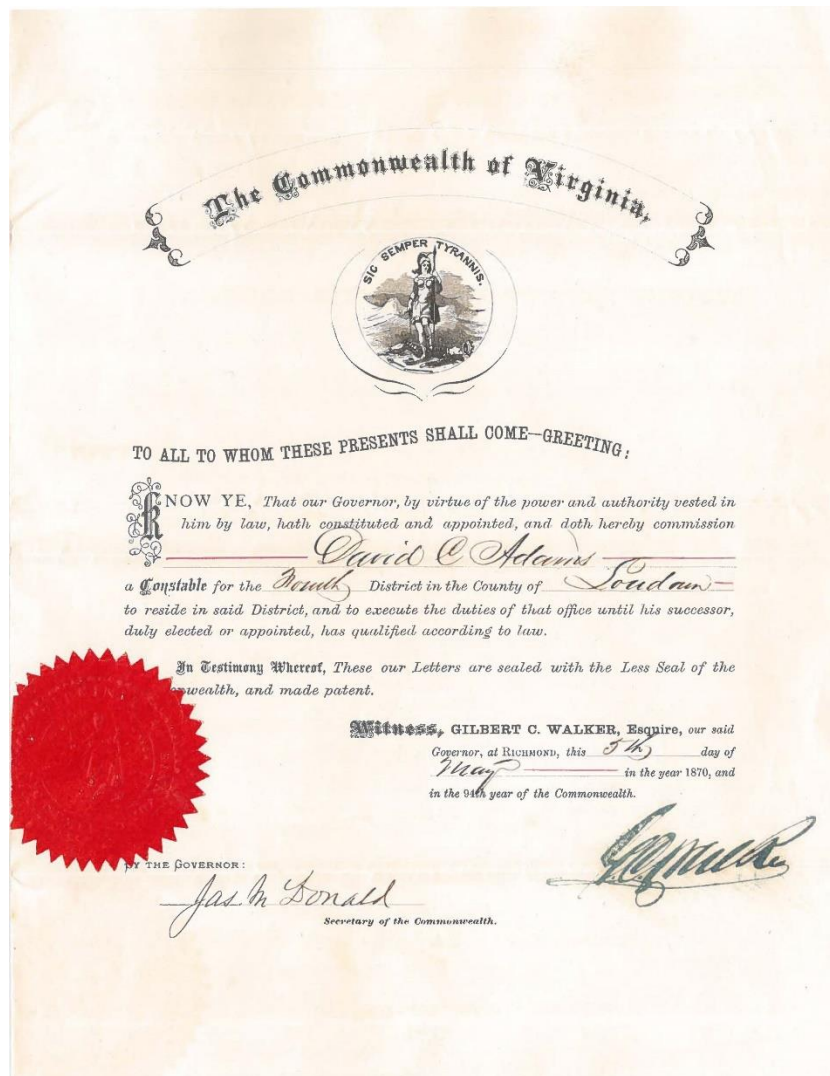 The Commonwealth of Virginia,
SIC SEMPER TYRANNIS.
TO ALL TO WHOM THESE PRESENTS SHALL COME—GREETING:
KNOW YE, That our Governor, by virtue of the power and authority vested in
him by law, hath constituted and appointed, and doth hereby commission
David C Adams
a Constable for the Fourth District in the County of Loudoun
to reside in said District, and to execute the duties of that office until his successor,
duly elected or appointed, has qualified according to law.
In Testimony Whereof, These our Letters are sealed with the Less Seal of the
onwealth, and made patent.
Witness, GILBERT C. WALKER, Esquire, our said
Governor, at RICHMOND, this 5th day of
May in the year 1870, and
in the 94th year of the Commonwealth.
BY THE GOVERNOR:
Jas M Donald
Secretary of the Commonwealth.